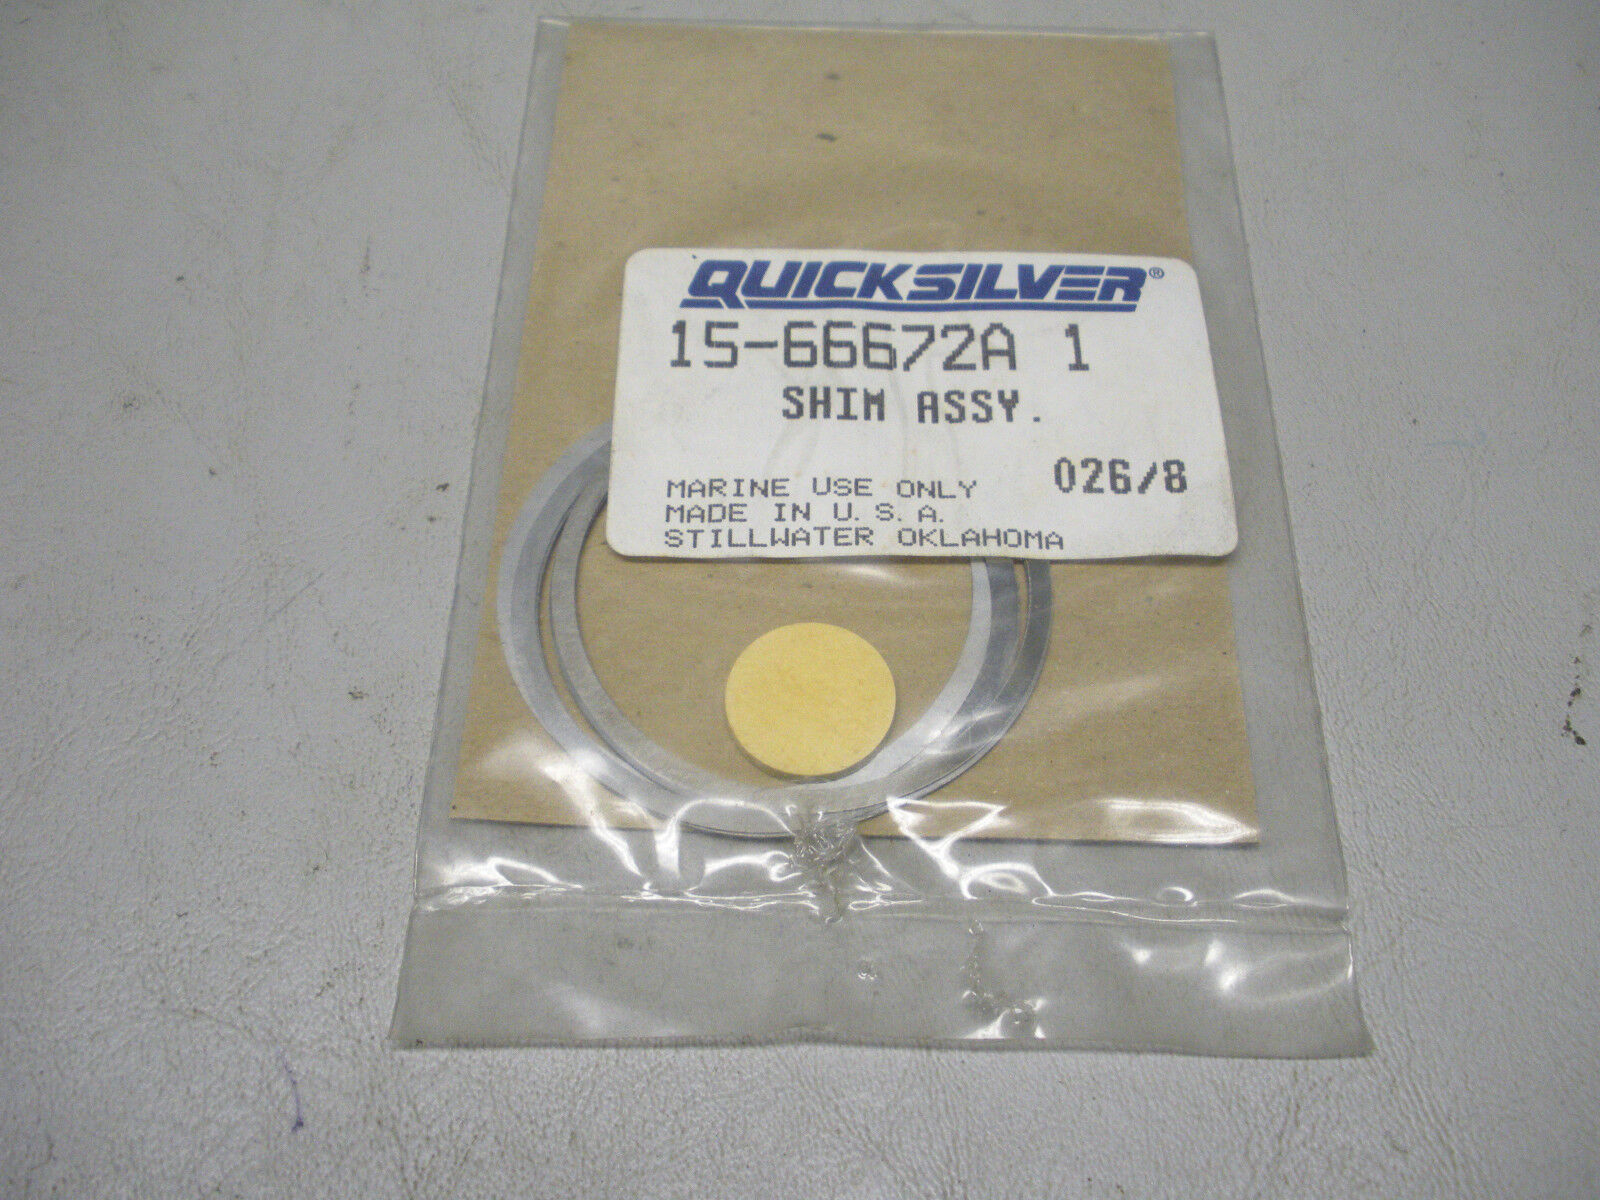 QUICKSILVER®
15-66672A 1
SHIM ASSY.
026/8
MARINE USE ONLY
MADE IN U.S.A.
STILLWATER OKLAHOMA